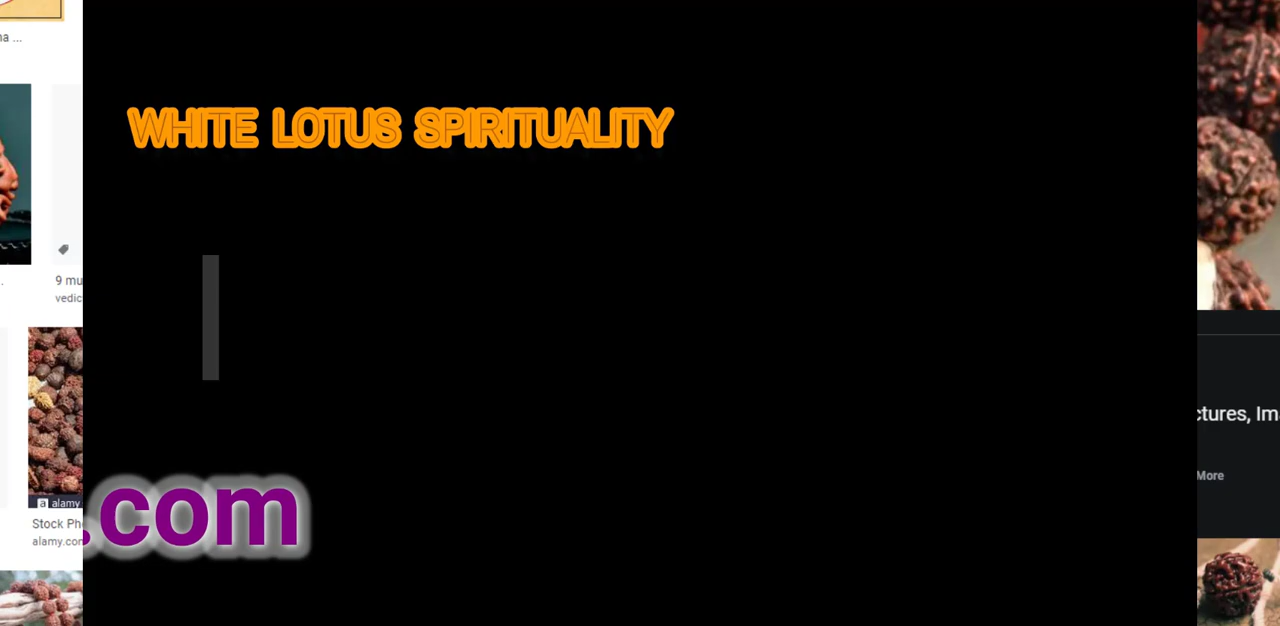 WHITE LOTUS SPIRITUALITY
.com
9 mu
vedic
a alamy
Stock Ph
alamy.com
ctures, Im
More